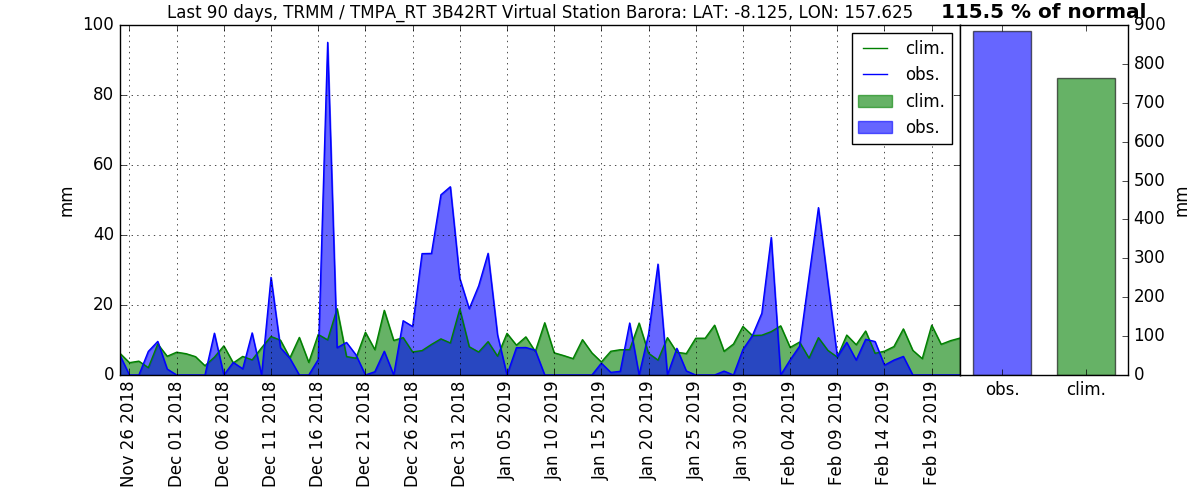 Last 90 days, TRMM / TMPA_RT 3B42RT Virtual Station Barora: LAT: -8.125, LON: 157.625
115.5 % of normal
mm
100
80
60
40
20
0
clim.
obs.
clim.
obs.
900
800
700
600
500
400
300
200
100
0
mm
Nov 26 2018
Dec 01 2018
Dec 06 2018
Dec 11 2018
Dec 16 2018
Dec 21 2018
Dec 26 2018
Dec 31 2018
Jan 05 2019
Jan 10 2019
Jan 15 2019
Jan 20 2019
Jan 25 2019
Jan 30 2019
Feb 04 2019
Feb 09 2019
Feb 14 2019
Feb 19 2019
obs.
clim.